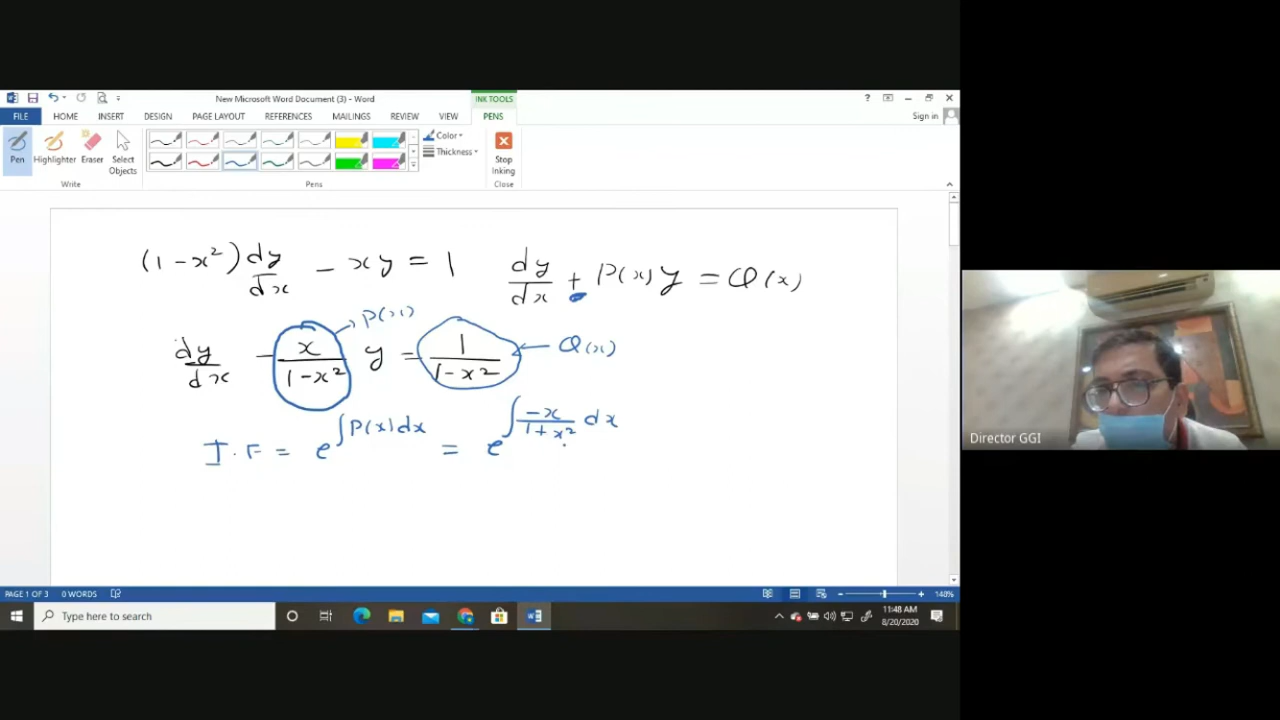 New Microsoft Word Document (3) - Word
INK TOOLS
? 
FILE HOME INSERT DESIGN PAGE LAYOUT REFERENCES MAILINGS REVIEW VIEW PENS Sign in
Pen Highlighter Eraser Select Objects Color Thickness Stop Inking
Write Pens Close
(1-x²) dy/dx - xy = 1 dy/dx + P(x) y = Q(x)
P(x)
dy/dx - x/(1-x²) y = 1/(1-x²) ← Q(x)
I.F = e^∫P(x)dx = e^∫(-x)/(1+x²) dx
Director GGI
PAGE 1 OF 3 0 WORDS 148%
Type here to search 11:48 AM
8/20/2020